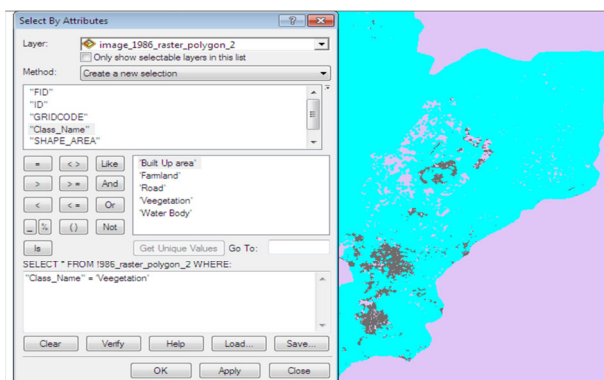 Select By Attributes
Layer: image_1986_raster_polygon_2
Only show selectable layers in this list
Method: Create a new selection
"FID"
"ID"
"GRIDCODE"
"Class_Name"
"SHAPE_AREA"
= <> Like
> >= And
< <= Or
_ % () Not
Is
'Built Up area'
'Farmland'
'Road'
'Veegetation'
'Water Body'
Get Unique Values Go To:
SELECT * FROM !986_raster_polygon_2 WHERE:
"Class_Name" = 'Veegetation'
Clear Verify Help Load... Save...
OK Apply Close